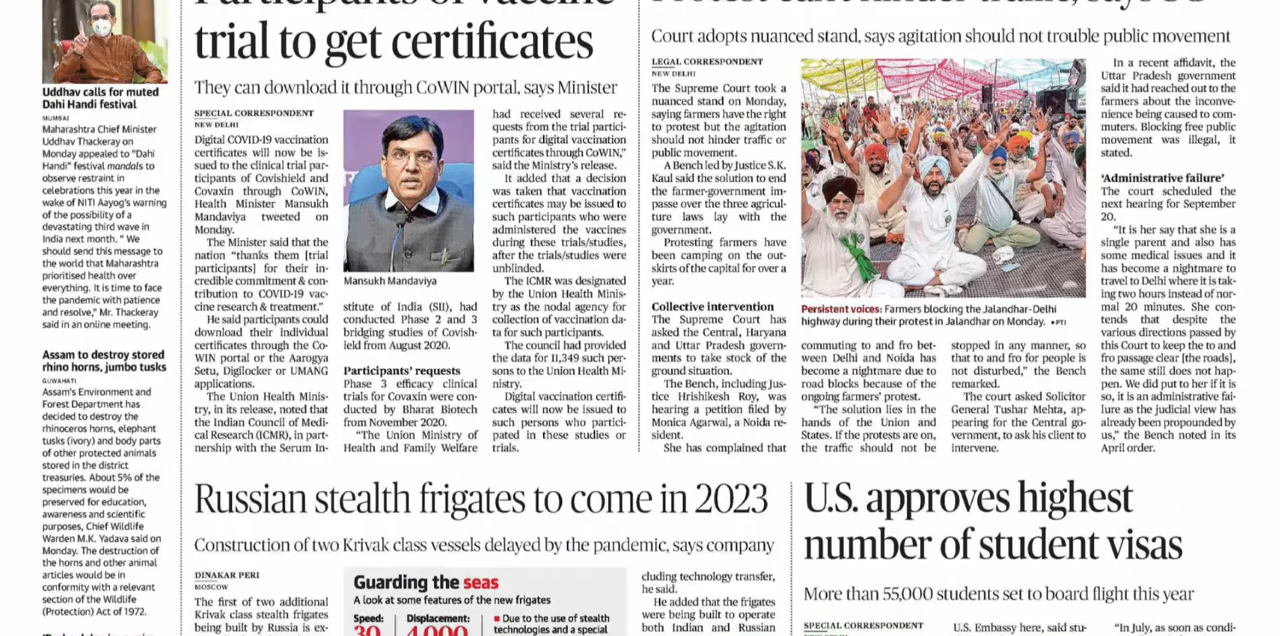 Uddhav calls for muted
Dahi Handi festival
MUMBAI
Maharashtra Chief Minister
Uddhav Thackeray on
Monday appealed to "Dahi
Handi" festival mandals to
observe restraint in
celebrations this year in the
wake of NITI Aayog's warning
of the possibility of a
devastating third wave in
India next month. " We
should send this message to
the world that Maharashtra
prioritised health over
everything. It is time to face
the pandemic with patience
and resolve," Mr. Thackeray
said in an online meeting.
Assam to destroy stored
rhino horns, jumbo tusks
GUWAHATI
Assam's Environment and
Forest Department has
decided to destroy the
rhinoceros horns, elephant
tusks (ivory) and body parts
of other protected animals
stored in the district
treasuries. About 5% of the
specimens would be
preserved for education,
awareness and scientific
purposes, Chief Wildlife
Warden M.K. Yadava said on
Monday. The destruction of
the horns and other animal
articles would be in
conformity with a relevant
section of the Wildlife
(Protection) Act of 1972.
Participants of vaccine
trial to get certificates
They can download it through CoWIN portal, says Minister
SPECIAL CORRESPONDENT
NEW DELHI
Digital COVID-19 vaccination
certificates will now be is-
sued to the clinical trial par-
ticipants of Covishield and
Covaxin through CoWIN,
Health Minister Mansukh
Mandaviya tweeted on
Monday.
The Minister said that the
nation "thanks them [trial
participants] for their in-
credible commitment & con-
tribution to COVID-19 vac-
cine research & treatment."
He said participants could
download their individual
certificates through the Co-
WIN portal or the Aarogya
Setu, Digilocker or UMANG
applications.
The Union Health Minis-
try, in its release, noted that
the Indian Council of Medi-
cal Research (ICMR), in part-
nership with the Serum In-
Mansukh Mandaviya
stitute of India (SII), had
conducted Phase 2 and 3
bridging studies of Covish-
ield from August 2020.
Participants' requests
Phase 3 efficacy clinical
trials for Covaxin were con-
ducted by Bharat Biotech
from November 2020.
"The Union Ministry of
Health and Family Welfare
had received several re-
quests from the trial partici-
pants for digital vaccination
certificates through CoWIN,"
said the Ministry's release.
It added that a decision
was taken that vaccination
certificates may be issued to
such participants who were
administered the vaccines
during these trials/studies,
after the trials/studies were
unblinded.
The ICMR was designated
by the Union Health Minis-
try as the nodal agency for
collection of vaccination da-
ta for such participants.
The council had provided
the data for 11,349 such per-
sons to the Union Health Mi-
nistry.
Digital vaccination certifi-
cates will now be issued to
such persons who partici-
pated in these studies or
trials.
Court adopts nuanced stand, says agitation should not trouble public movement
LEGAL CORRESPONDENT
NEW DELHI
The Supreme Court took a
nuanced stand on Monday,
saying farmers have the right
to protest but the agitation
should not hinder traffic or
public movement.
A Bench led by Justice S.K.
Kaul said the solution to end
the farmer-government im-
passe over the three agricul-
ture laws lay with the
government.
Protesting farmers have
been camping on the out-
skirts of the capital for over a
year.
Collective intervention
The Supreme Court has
asked the Central, Haryana
and Uttar Pradesh govern-
ments to take stock of the
ground situation.
The Bench, including Jus-
tice Hrishikesh Roy, was
hearing a petition filed by
Monica Agarwal, a Noida re-
sident.
She has complained that
Persistent voices: Farmers blocking the Jalandhar-Delhi
highway during their protest in Jalandhar on Monday. •PTI
commuting to and fro bet-
ween Delhi and Noida has
become a nightmare due to
road blocks because of the
ongoing farmers' protest.
"The solution lies in the
hands of the Union and
States. If the protests are on,
the traffic should not be
stopped in any manner, so
that to and fro for people is
not disturbed," the Bench
remarked.
The court asked Solicitor
General Tushar Mehta, ap-
pearing for the Central go-
vernment, to ask his client to
intervene.
In a recent affidavit, the
Uttar Pradesh government
said it had reached out to the
farmers about the inconve-
nience being caused to com-
muters. Blocking free public
movement was illegal, it
stated.
'Administrative failure'
The court scheduled the
next hearing for September
20.
"It is her say that she is a
single parent and also has
some medical issues and it
has become a nightmare to
travel to Delhi where it is tak-
ing two hours instead of nor-
mal 20 minutes. She con-
tends that despite the
various directions passed by
this Court to keep the to and
fro passage clear [the roads],
the same still does not hap-
pen. We did put to her if it is
so, it is an administrative fai-
lure as the judicial view has
already been propounded by
us," the Bench noted in its
April order.
Russian stealth frigates to come in 2023
Construction of two Krivak class vessels delayed by the pandemic, says company
DINAKAR PERI
MOSCOW
The first of two additional
Krivak class stealth frigates
being built by Russia is ex-
Guarding the seas
A look at some features of the new frigates
Speed:
30
Displacement:
4,000
Due to the use of stealth
technologies and a special
cluding technology transfer,
he said.
He added that the frigates
were being built to operate
both Indian and Russian
U.S. approves highest
number of student visas
More than 55,000 students set to board flight this year
SPECIAL CORRESPONDENT
U.S. Embassy here, said stu-
"In July, as soon as condi-